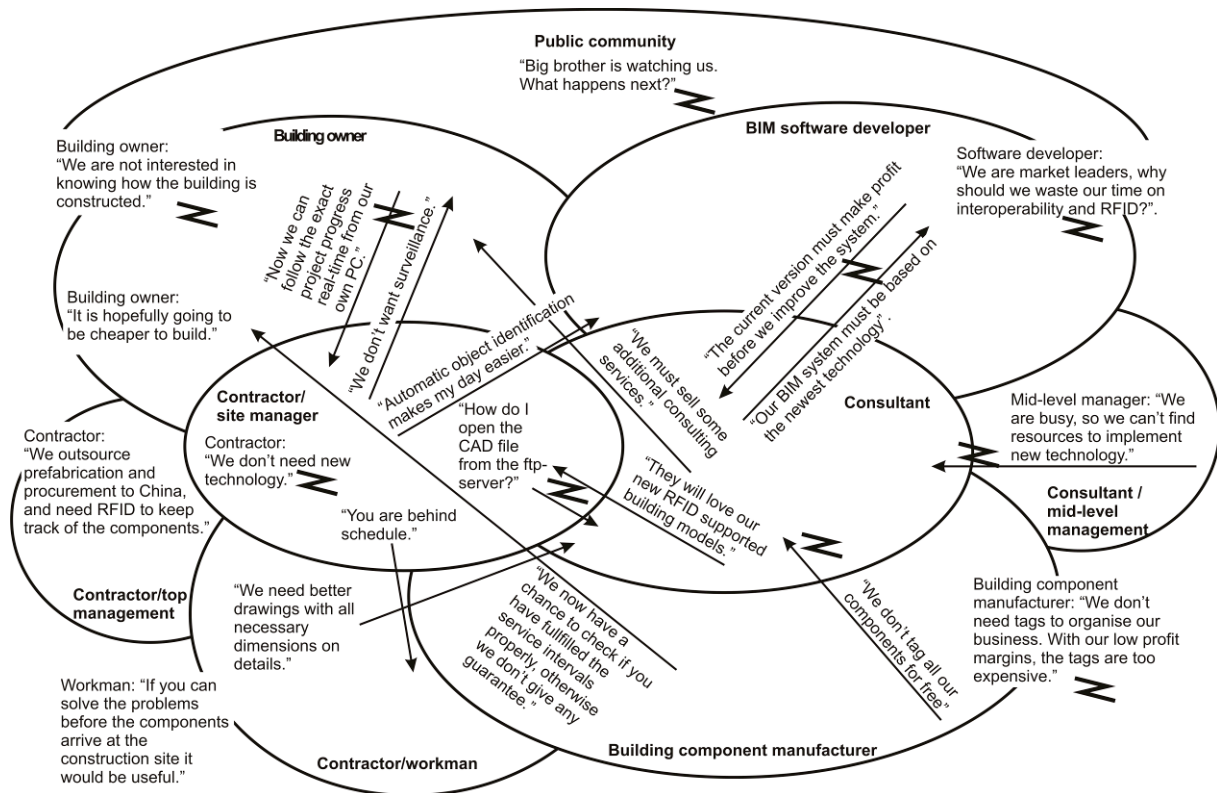 Public community
“Big brother is watching us.
What happens next?”
Building owner
BIM software developer
Building owner:
“We are not interested in
knowing how the building is
constructed.”
Software developer:
“We are market leaders, why
should we waste our time on
interoperability and RFID?”.
“Now we can
follow the exact
project progress
real-time from our
own PC.”
“We don’t want surveillance.”
“The current version must make profit
before we improve the system.”
“Our BIM system must be based on
the newest technology”.
Building owner:
“It is hopefully going to
be cheaper to build.”
“Automatic object identification
makes my day easier.”
“We must sell some
additional consulting
services.”
Contractor/
site manager
Consultant
Contractor:
“We don’t need new
technology.”
“How do I
open the
CAD file
from the ftp-
server?”
Mid-level manager: “We
are busy, so we can’t find
resources to implement
new technology.”
Consultant /
mid-level
management
Contractor:
“We outsource
prefabrication and
procurement to China,
and need RFID to keep
track of the components.”
Contractor/top
management
“You are behind
schedule.”
“They will love our
new RFID supported
building models.”
“We need better
drawings with all
necessary
dimensions on
details.”
“We now have a
chance to check if you
have fullfilled the
service intervals
properly, otherwise
we don’t give any
guarantee.”
“We don’t tag all our
components for free”
Building component
manufacturer: “We don’t
need tags to organise our
business. With our low profit
margins, the tags are too
expensive.”
Workman: “If you can
solve the problems
before the components
arrive at the
construction site it
would be useful.”
Contractor/workman
Building component manufacturer